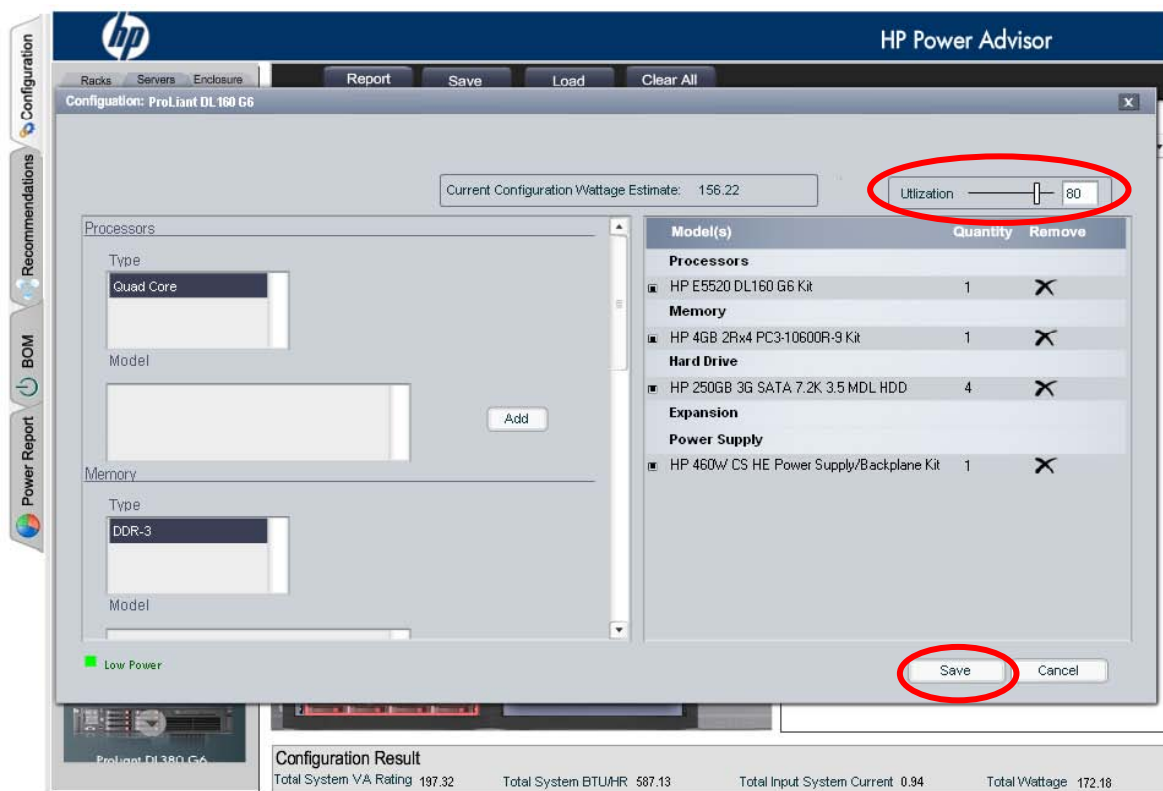 hp
HP Power Advisor
Racks Servers Enclosure Report Save Load Clear All
Configuation: ProLiant DL160 G6 X
Current Configuration Wattage Estimate: 156.22
Utlization 80
Processors
Type
Quad Core
Model
Add
Memory
Type
DDR-3
Model
Model(s) Quantity Remove
Processors
HP E5520 DL160 G6 Kit 1
Memory
HP 4GB 2Rx4 PC3-10600R-9 Kit 1
Hard Drive
HP 250GB 3G SATA 7.2K 3.5 MDL HDD 4
Expansion
Power Supply
HP 460W CS HE Power Supply/Backplane Kit 1
Low Power
Save Cancel
Configuration
Recommendations
BOM
Power Report
ProLiant DL380 G6
Configuration Result
Total System VA Rating 197.32 Total System BTU/HR 587.13 Total Input System Current 0.94 Total Wattage 172.18